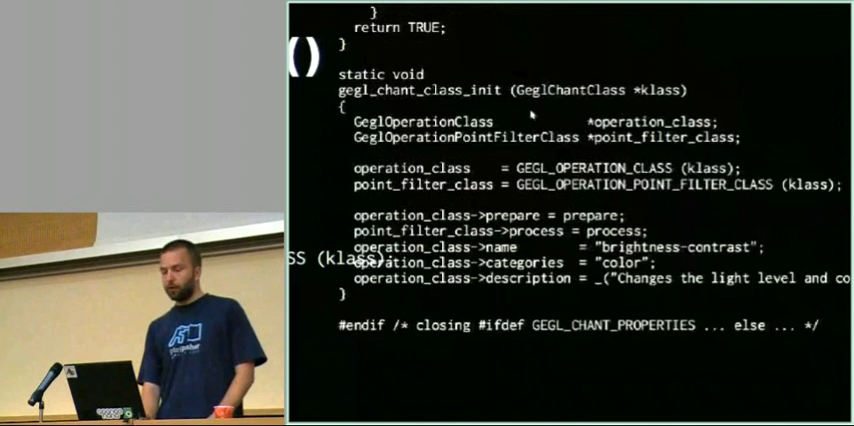 }
return TRUE;
}
()
static void
gegl_chant_class_init (GeglChantClass *klass)
{
GeglOperationClass *operation_class;
GeglOperationPointFilterClass *point_filter_class;
operation_class = GEGL_OPERATION_CLASS (klass);
point_filter_class = GEGL_OPERATION_POINT_FILTER_CLASS (klass);
operation_class->prepare = prepare;
point_filter_class->process = process;
operation_class->name = "brightness-contrast";
SS (klass);
operation_class->categories = "color";
operation_class->description = _("Changes the light level and co
}
#endif /* closing #ifdef GEGL_CHANT_PROPERTIES ... else ... */